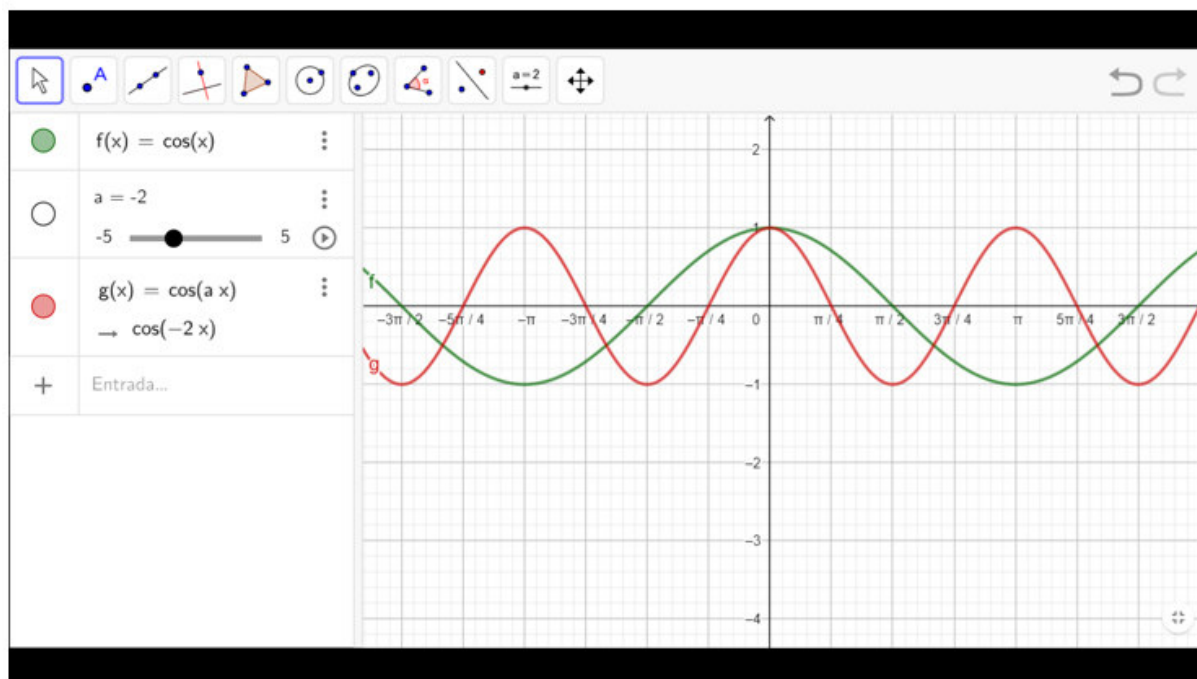 A
α
a=2
f(x) = cos(x)
a = -2
-5
5
g(x) = cos(a x)
→ cos(−2 x)
+ Entrada...
2
1
f
−3π / 2 −5π / 4 −π −3π / 4 −π / 2 −π / 4 0 π / 4 π / 2 3π / 4 π 5π / 4 3π / 2
g
−1
−2
−3
−4